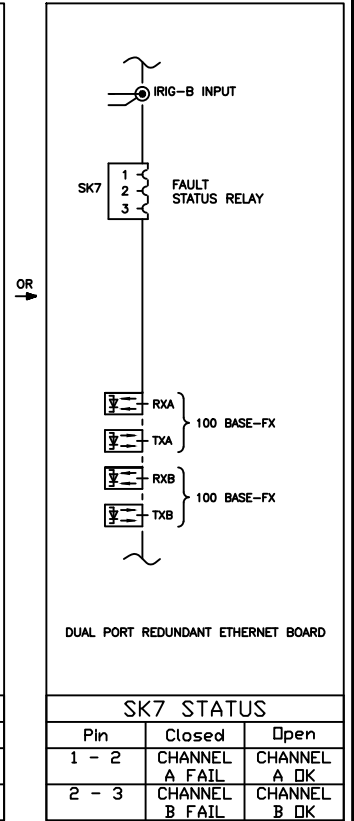 OR
IRIG-B INPUT
SK7
1
2
3
FAULT
STATUS RELAY
RXA
TXA
100 BASE-FX
RXB
TXB
100 BASE-FX
DUAL PORT REDUNDANT ETHERNET BOARD
SK7 STATUS
Pin Closed Open
1 - 2 CHANNEL A FAIL CHANNEL A OK
2 - 3 CHANNEL B FAIL CHANNEL B OK